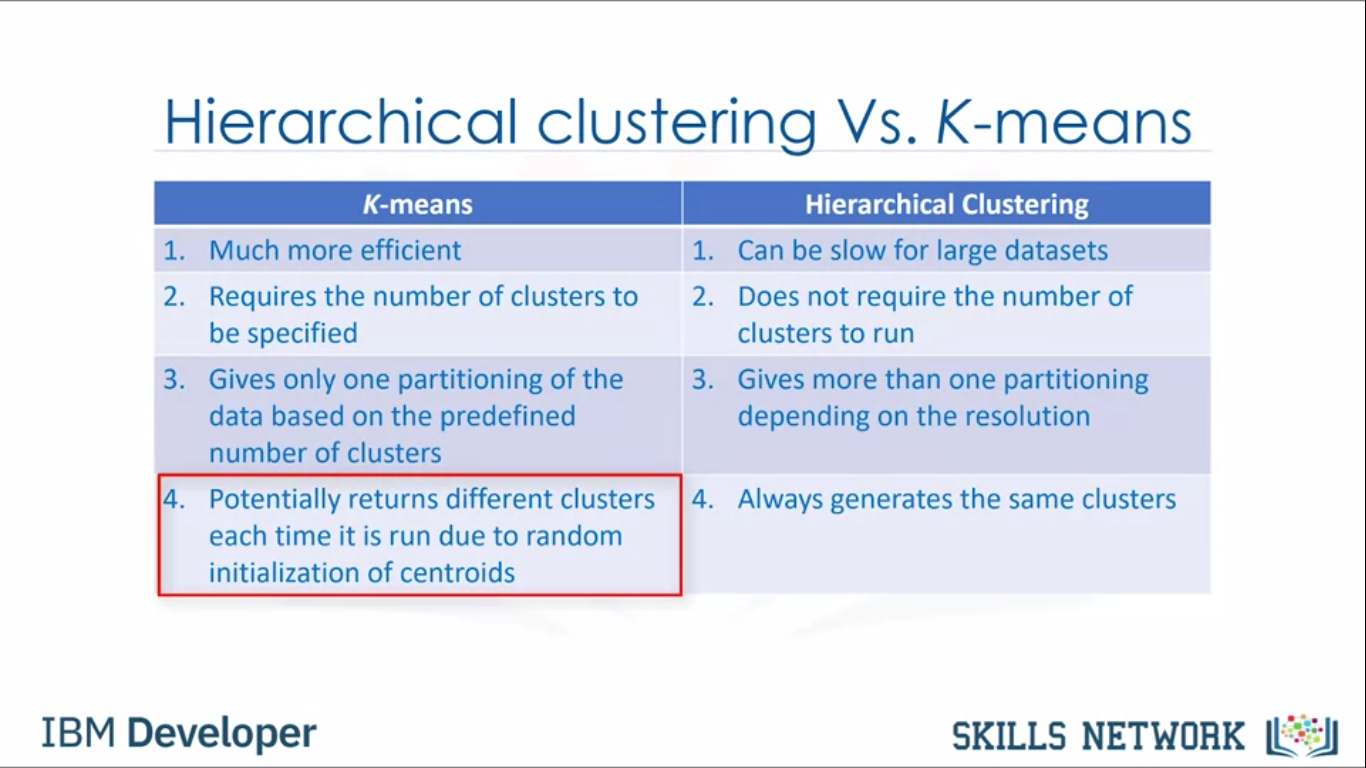 Hierarchical clustering Vs. K-means
K-means
Hierarchical Clustering
1. Much more efficient
1. Can be slow for large datasets
2. Requires the number of clusters to
be specified
2. Does not require the number of
clusters to run
3. Gives only one partitioning of the
data based on the predefined
number of clusters
3. Gives more than one partitioning
depending on the resolution
4. Potentially returns different clusters
each time it is run due to random
initialization of centroids
4. Always generates the same clusters
IBM Developer
SKILLS NETWORK